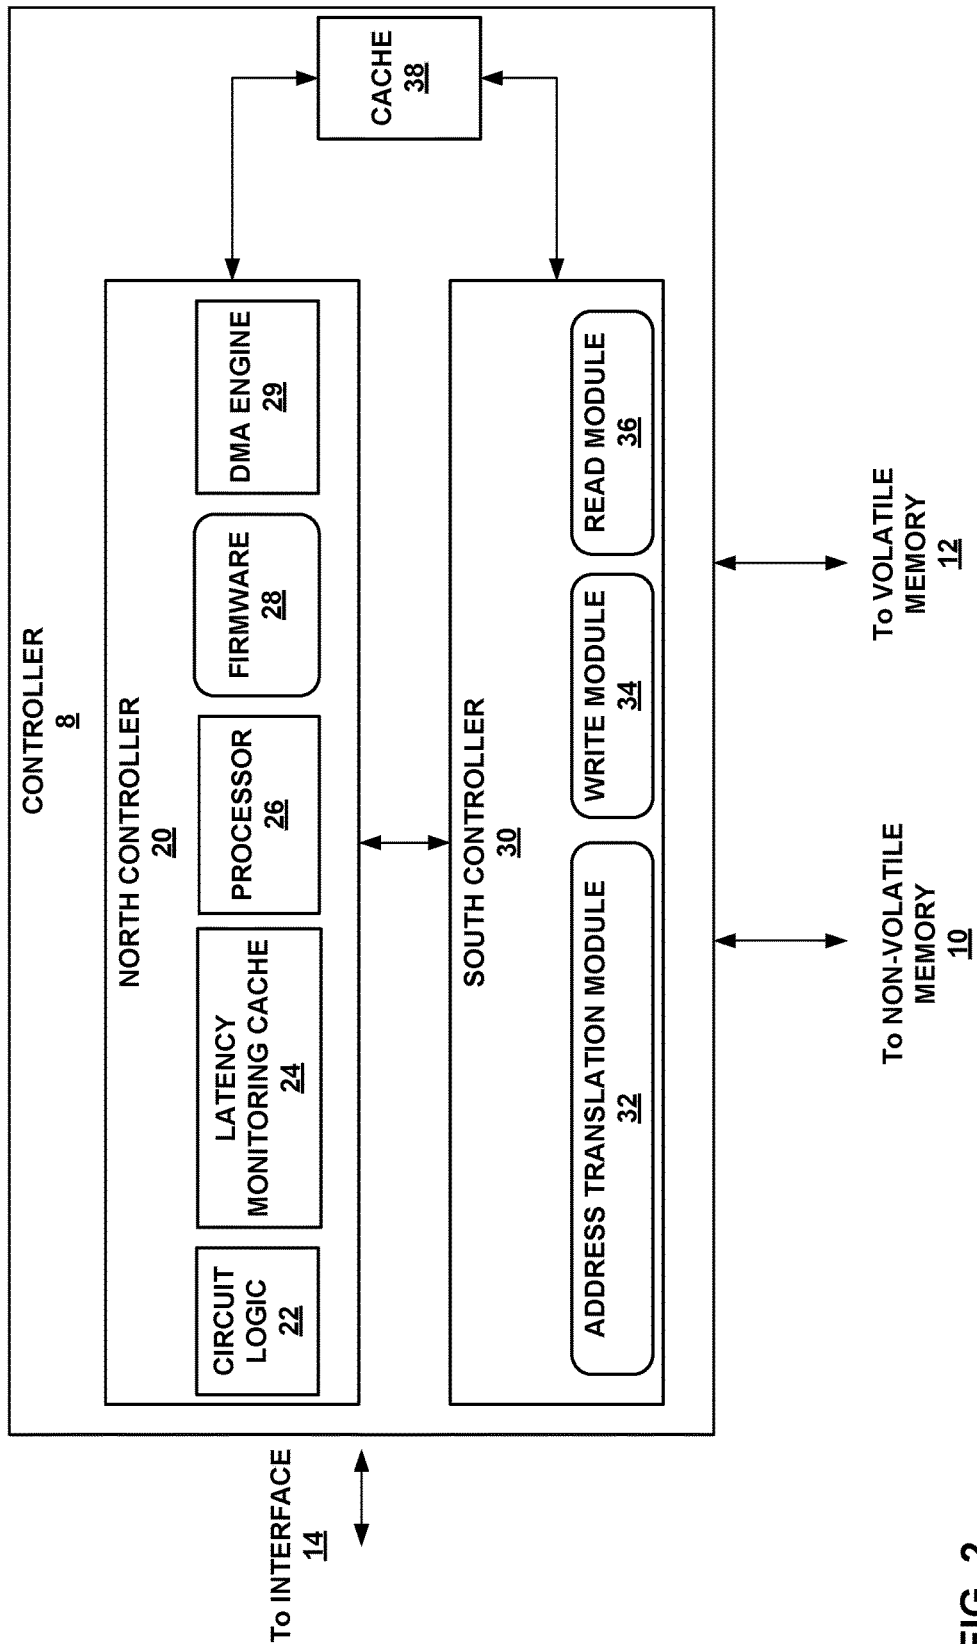 CONTROLLER
8
NORTH CONTROLLER
20
CIRCUIT
LOGIC
22
LATENCY
MONITORING CACHE
24
PROCESSOR
26
FIRMWARE
28
DMA ENGINE
29
CACHE
38
To INTERFACE
14
SOUTH CONTROLLER
30
ADDRESS TRANSLATION MODULE
32
WRITE MODULE
34
READ MODULE
36
To NON-VOLATILE
MEMORY
10
To VOLATILE
MEMORY
12
FIG. 2